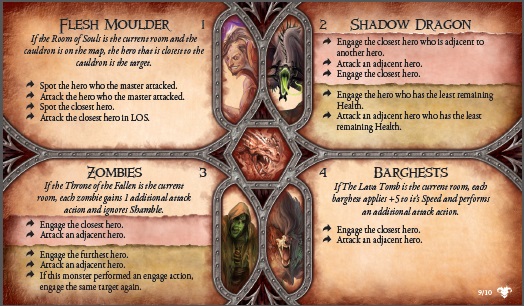 FLESH MOULDER 1
If the Room of Souls is the current room and the
cauldron is on the map, the hero that is closest to the
cauldron is the target.
Spot the hero who the master attacked.
Attack the hero who the master attacked.
Spot the closest hero.
Attack the closest hero in LOS.
2 SHADOW DRAGON
Engage the closest hero who is adjacent to
another hero.
Attack an adjacent hero.
Engage the closest hero.
Engage the hero who has the least remaining
Health.
Attack an adjacent hero who has the least
remaining Health.
ZOMBIES 3
If the Throne of the Fallen is the current
room, each zombie gains 1 additional attack
action and ignores Shamble.
Engage the closest hero.
Attack an adjacent hero.
Engage the furthest hero.
Attack an adjacent hero.
If this monster performed an engage action,
engage the same target again.
4 BARGHESTS
If The Lava Tomb is the current room, each
barghest applies +5 to it's Speed and performs
an additional attack action.
Engage the closest hero.
Attack an adjacent hero.
9/10